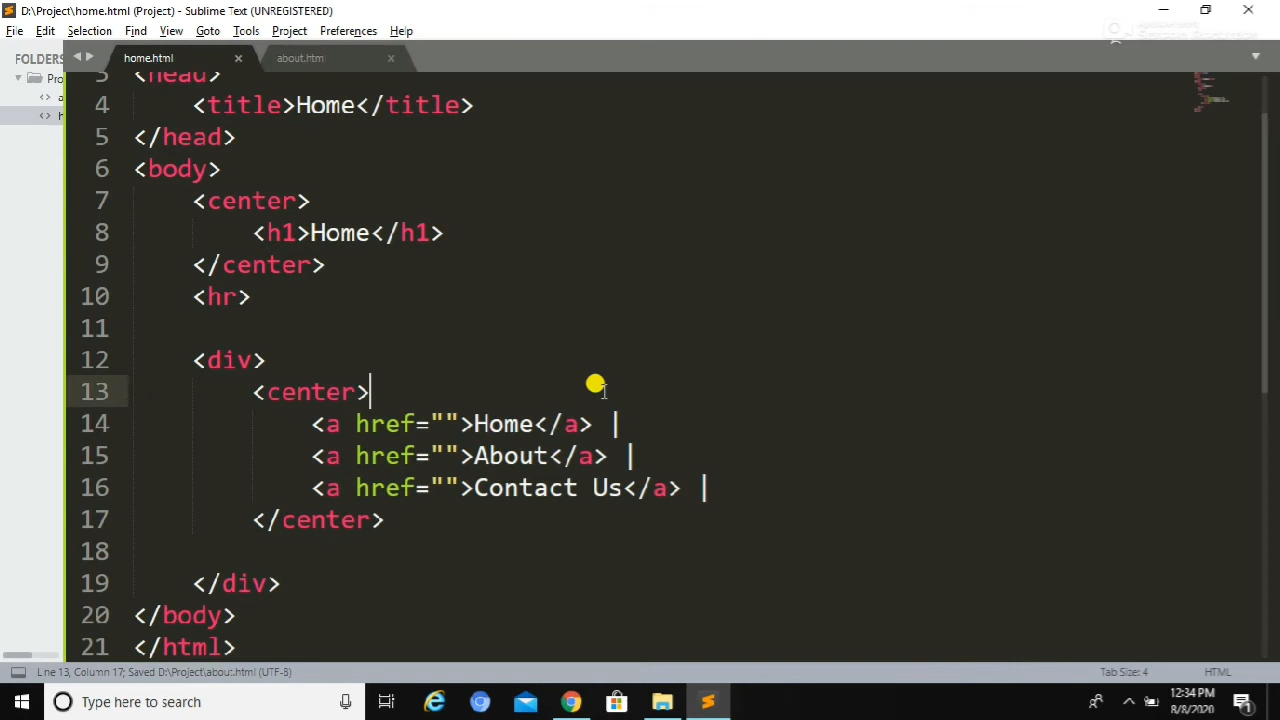 D:\Project\home.html (Project) - Sublime Text (UNREGISTERED)
File Edit Selection Find View Goto Tools Project Preferences Help
FOLDERS
home.html × about.html ×
3 <head>
4 <title>Home</title>
5 </head>
6 <body>
7 <center>
8 <h1>Home</h1>
9 </center>
10 <hr>
11
12 <div>
13 <center>
14 <a href="">Home</a> |
15 <a href="">About</a> |
16 <a href="">Contact Us</a> |
17 </center>
18
19 </div>
20 </body>
21 </html>
Line 13, Column 17; Saved D:\Project\about.html (UTF-8) Tab Size: 4 HTML
Type here to search
12:34 PM
8/8/2020
1